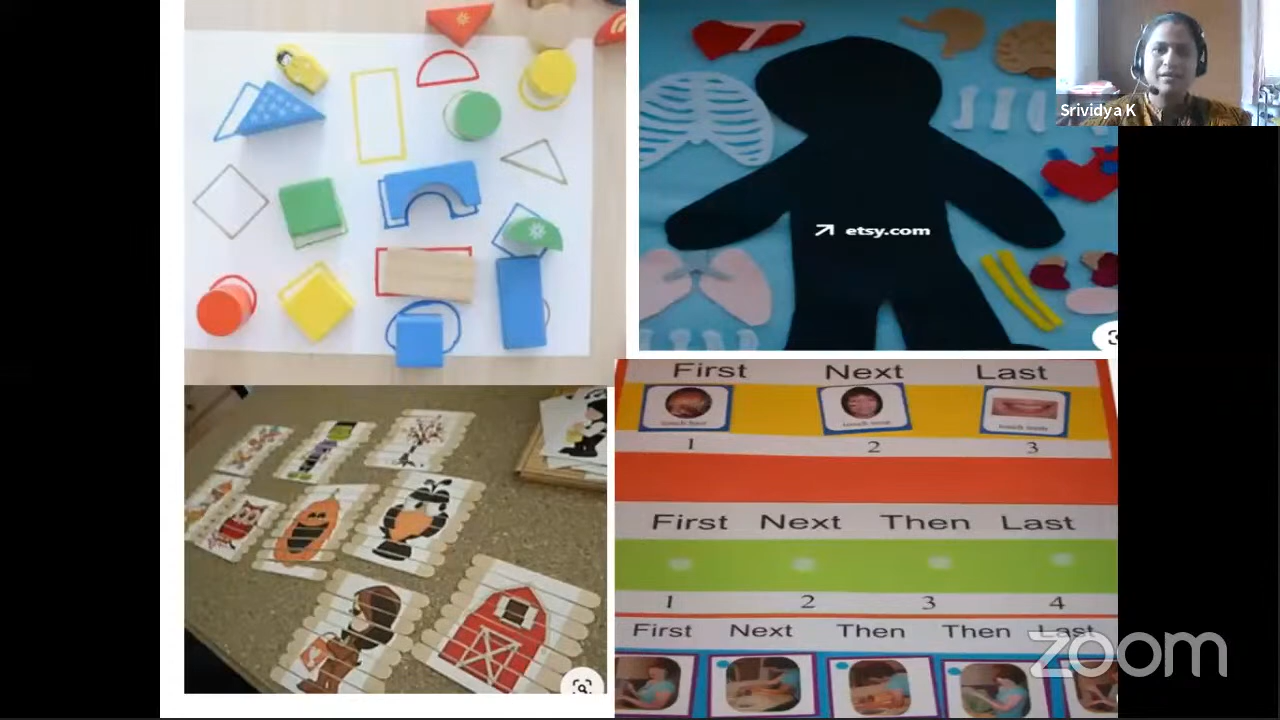 Srividya K
etsy.com
First Next Last
1 2 3
First Next Then Last
1 2 3 4
First Next Then Then Last
zoom